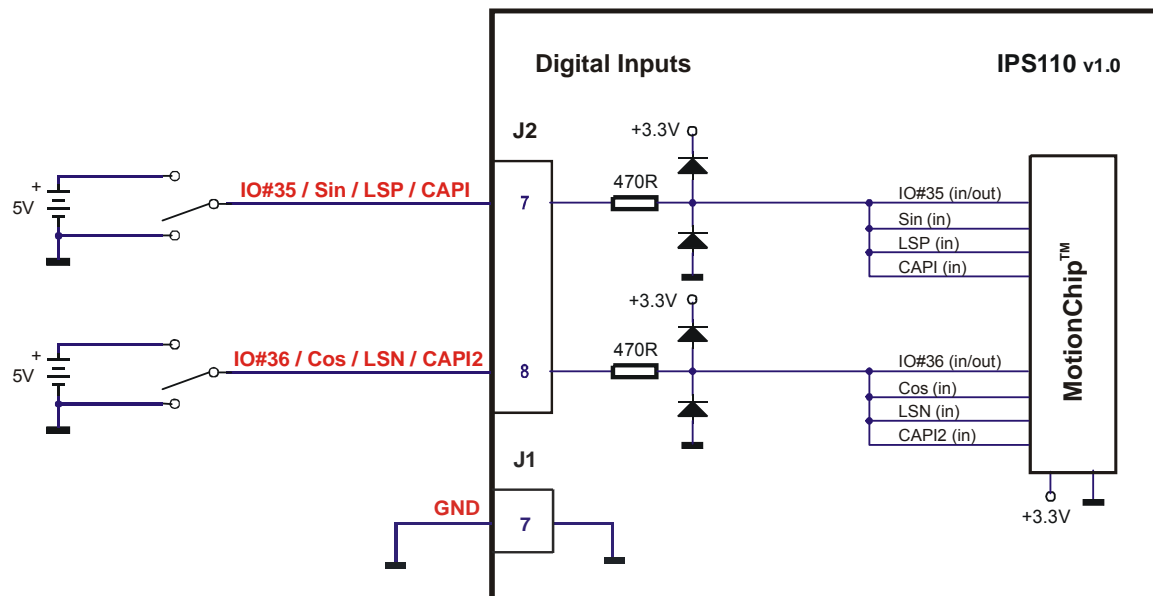 Digital Inputs
IPS110 v1.0
J2
+3.3V
+
5V
IO#35 / Sin / LSP / CAPI
7
470R
IO#35 (in/out)
Sin (in)
LSP (in)
CAPI (in)
+3.3V
+
5V
IO#36 / Cos / LSN / CAPI2
8
470R
IO#36 (in/out)
Cos (in)
LSN (in)
CAPI2 (in)
MotionChip™
J1
GND
7
+3.3V